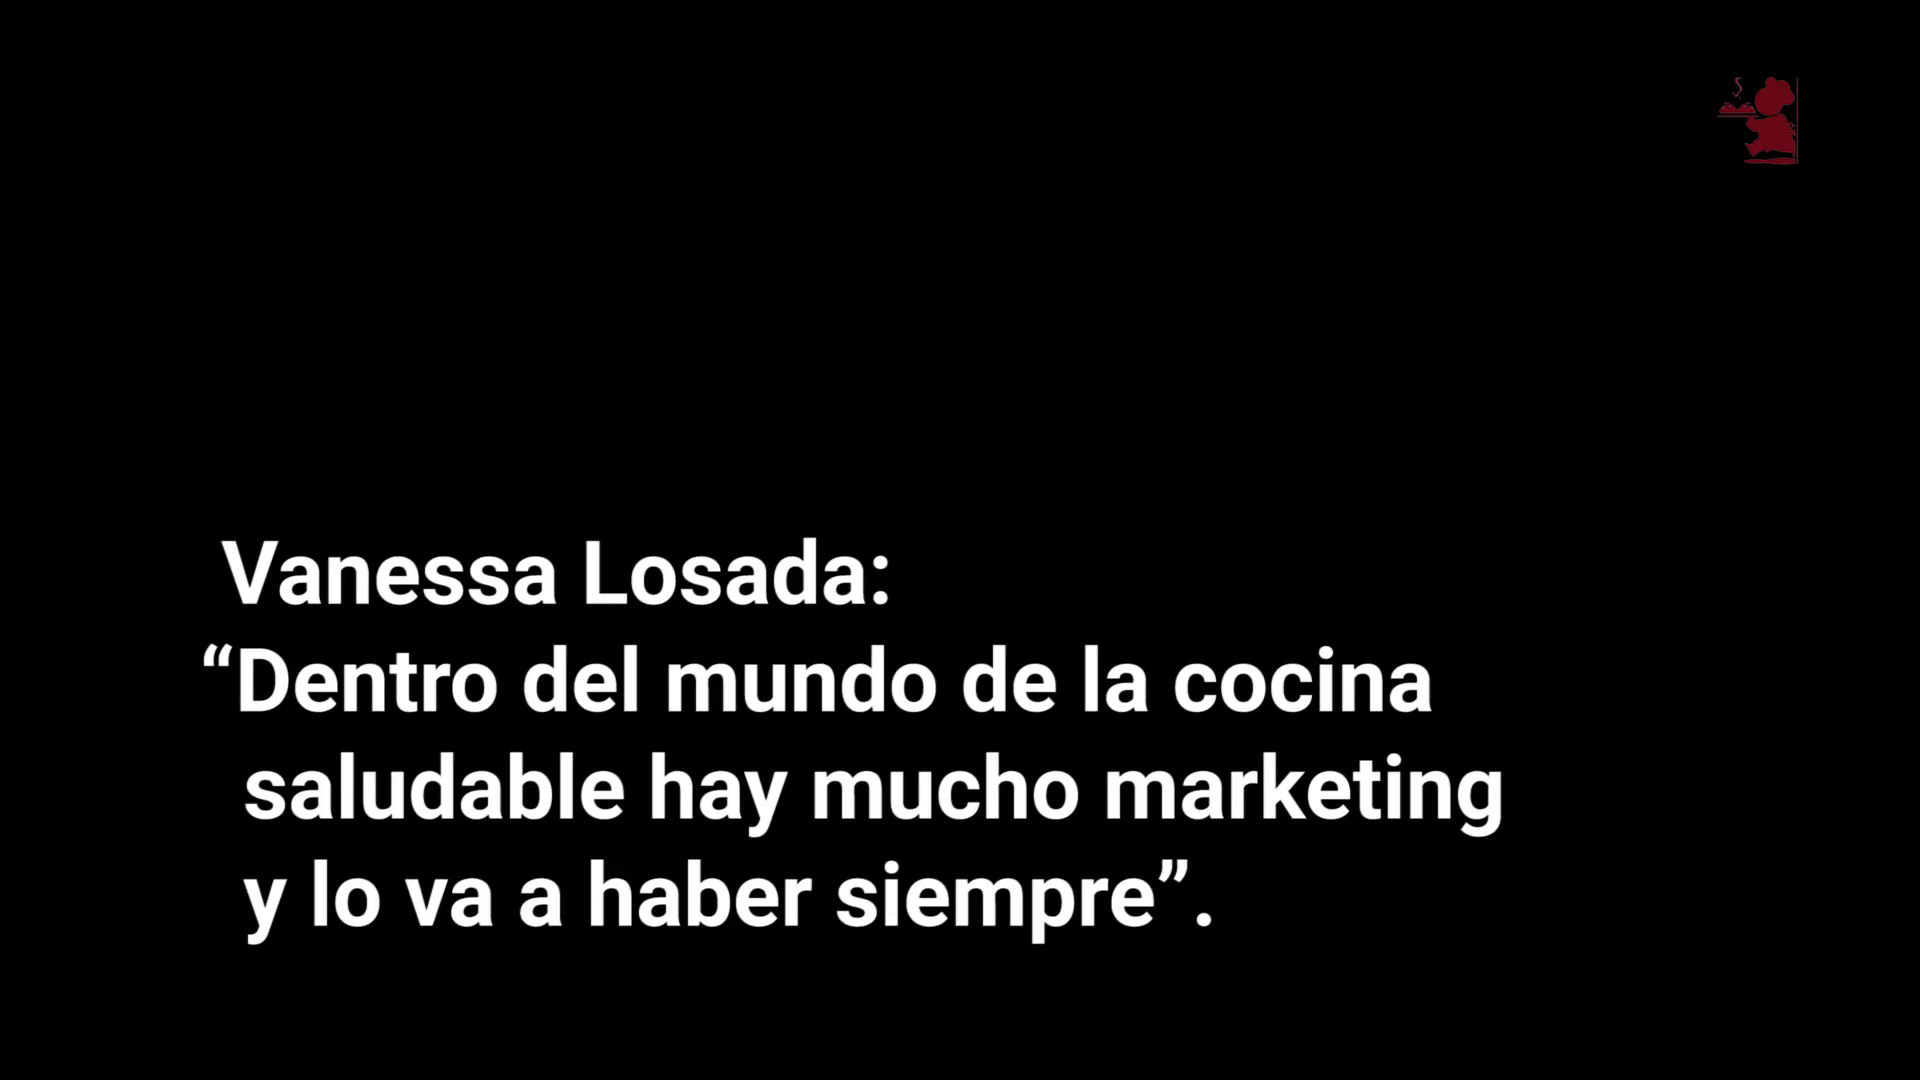 Vanessa Losada:
“Dentro del mundo de la cocina
saludable hay mucho marketing
y lo va a haber siempre”.